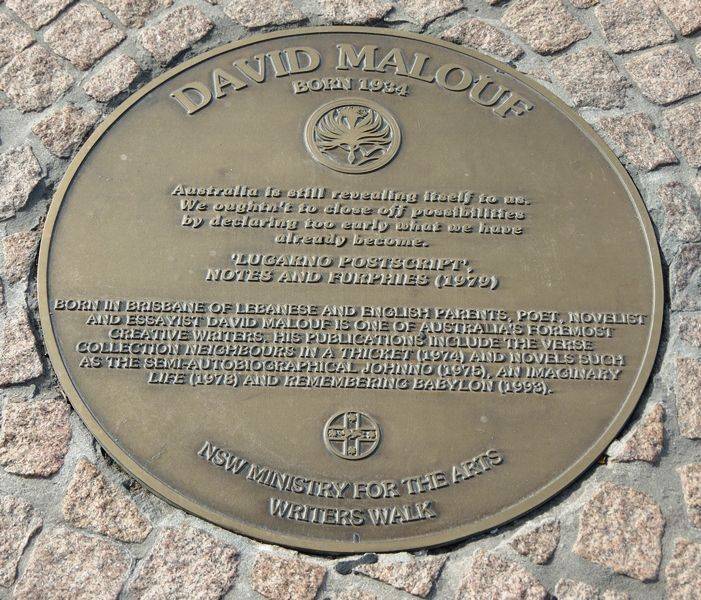 DAVID MALOUF
BORN 1934
Australia is still revealing itself to us.
We oughtn't to close off possibilities
by declaring too early what we have
already become.
'LUGARNO POSTSCRIPT',
NOTES AND FURPHIES (1979)
BORN IN BRISBANE OF LEBANESE AND ENGLISH PARENTS, POET, NOVELIST
AND ESSAYIST DAVID MALOUF IS ONE OF AUSTRALIA'S FOREMOST
CREATIVE WRITERS. HIS PUBLICATIONS INCLUDE THE VERSE
COLLECTION NEIGHBOURS IN A THICKET (1974) AND NOVELS SUCH
AS THE SEMI-AUTOBIOGRAPHICAL JOHNNO (1975), AN IMAGINARY
LIFE (1978) AND REMEMBERING BABYLON (1993).
NSW MINISTRY FOR THE ARTS
WRITERS WALK